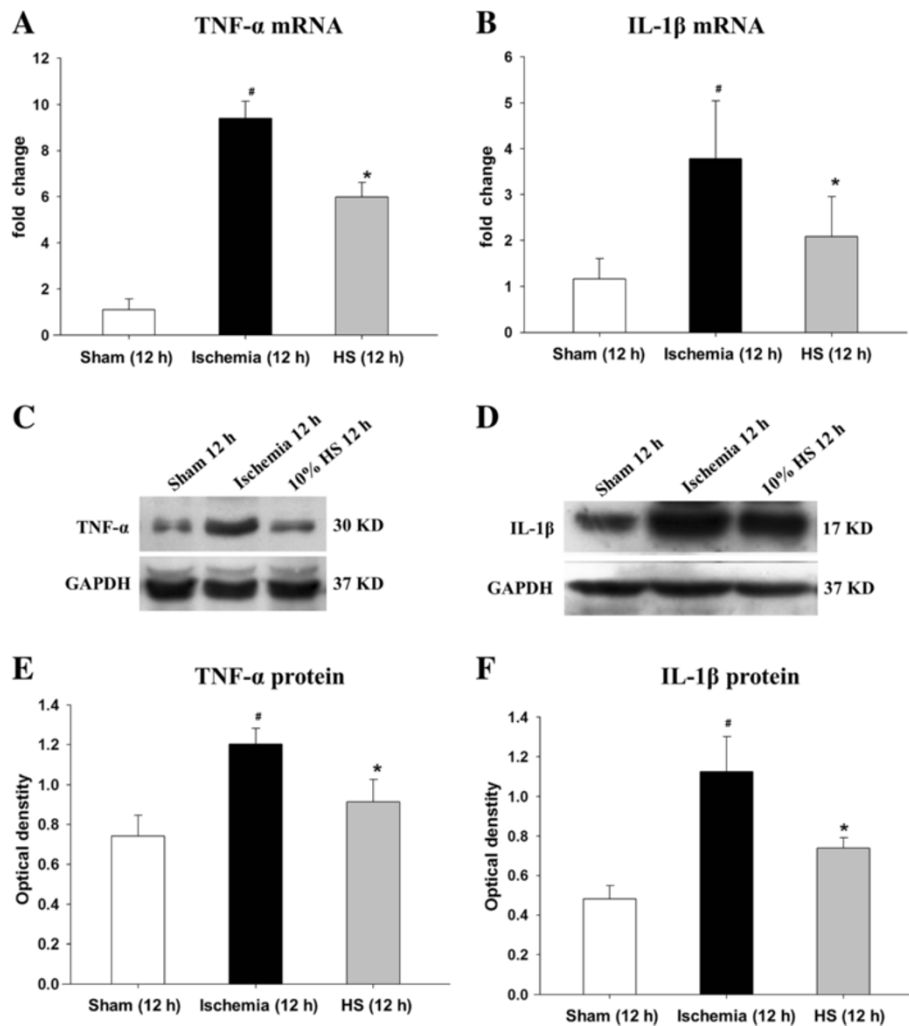 A TNF-α mRNA
fold change
12
10
8
6
4
2
0
#
*
Sham (12 h) Ischemia (12 h) HS (12 h)
B IL-1β mRNA
fold change
6
5
4
3
2
1
0
#
*
Sham (12 h) Ischemia (12 h) HS (12 h)
C
Sham 12 h Ischemia 12 h 10% HS 12 h
TNF-α 30 KD
GAPDH 37 KD
D
Sham 12 h Ischemia 12 h 10% HS 12 h
IL-1β 17 KD
GAPDH 37 KD
E TNF-α protein
Optical denstity
1.4
1.2
1.0
0.8
0.6
0.4
0.2
0.0
#
*
Sham (12 h) Ischemia (12 h) HS (12 h)
F IL-1β protein
Optical denstity
1.4
1.2
1.0
0.8
0.6
0.4
0.2
0.0
#
*
Sham (12 h) Ischemia (12 h) HS (12 h)